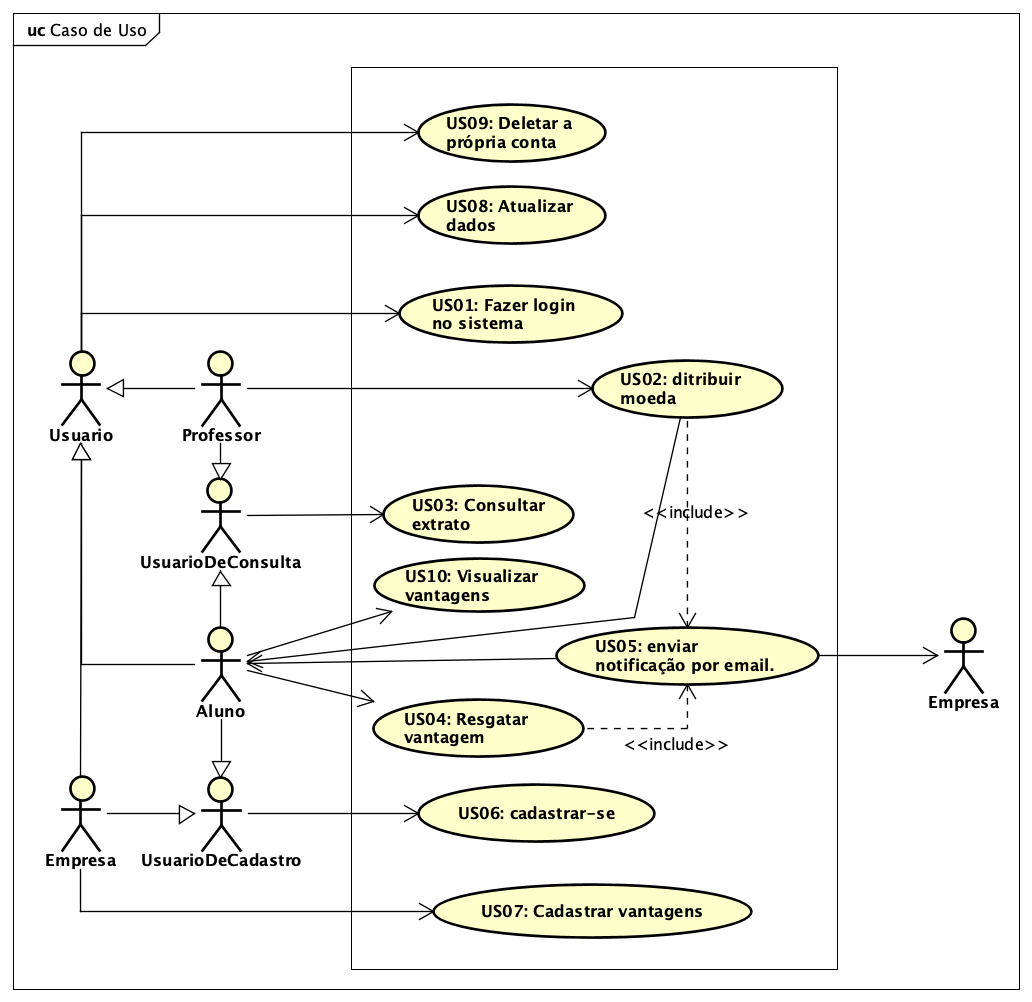 uc Caso de Uso
US09: Deletar a
própria conta
US08: Atualizar
dados
US01: Fazer login
no sistema
US02: ditribuir
moeda
Usuario
Professor
US03: Consultar
extrato
<<include>>
UsuarioDeConsulta
US10: Visualizar
vantagens
US05: enviar
notificação por email.
Empresa
Aluno
US04: Resgatar
vantagem
<<include>>
US06: cadastrar-se
Empresa
UsuarioDeCadastro
US07: Cadastrar vantagens